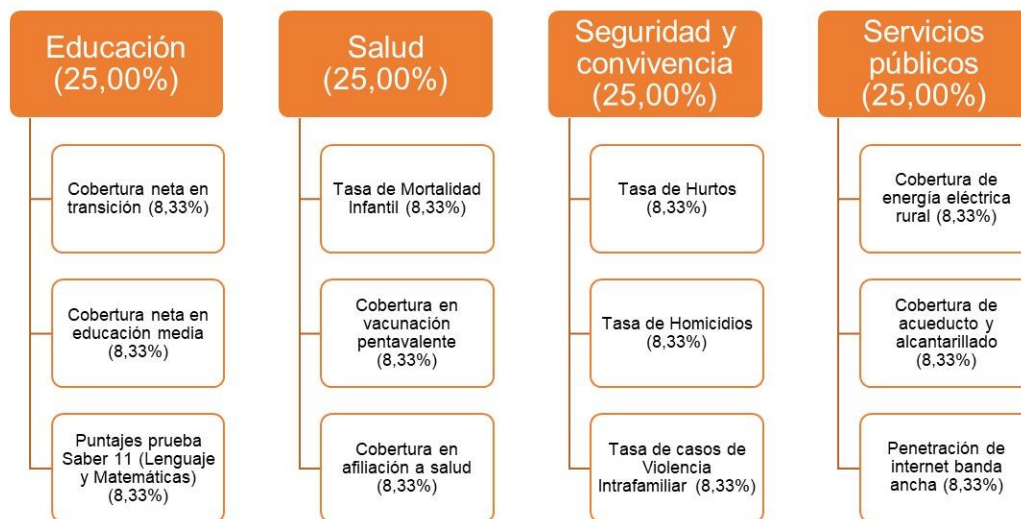 Educación
(25,00%)
Cobertura neta en
transición (8,33%)
Cobertura neta en
educación media
(8,33%)
Puntajes prueba
Saber 11 (Lenguaje
y Matemáticas)
(8,33%)
Salud
(25,00%)
Tasa de Mortalidad
Infantil (8,33%)
Cobertura en
vacunación
pentavalente
(8,33%)
Cobertura en
afiliación a salud
(8,33%)
Seguridad y
convivencia
(25,00%)
Tasa de Hurtos
(8,33%)
Tasa de Homicidios
(8,33%)
Tasa de casos de
Violencia
Intrafamiliar (8,33%)
Servicios
públicos
(25,00%)
Cobertura de
energía eléctrica
rural (8,33%)
Cobertura de
acueducto y
alcantarillado
(8,33%)
Penetración de
internet banda
ancha (8,33%)